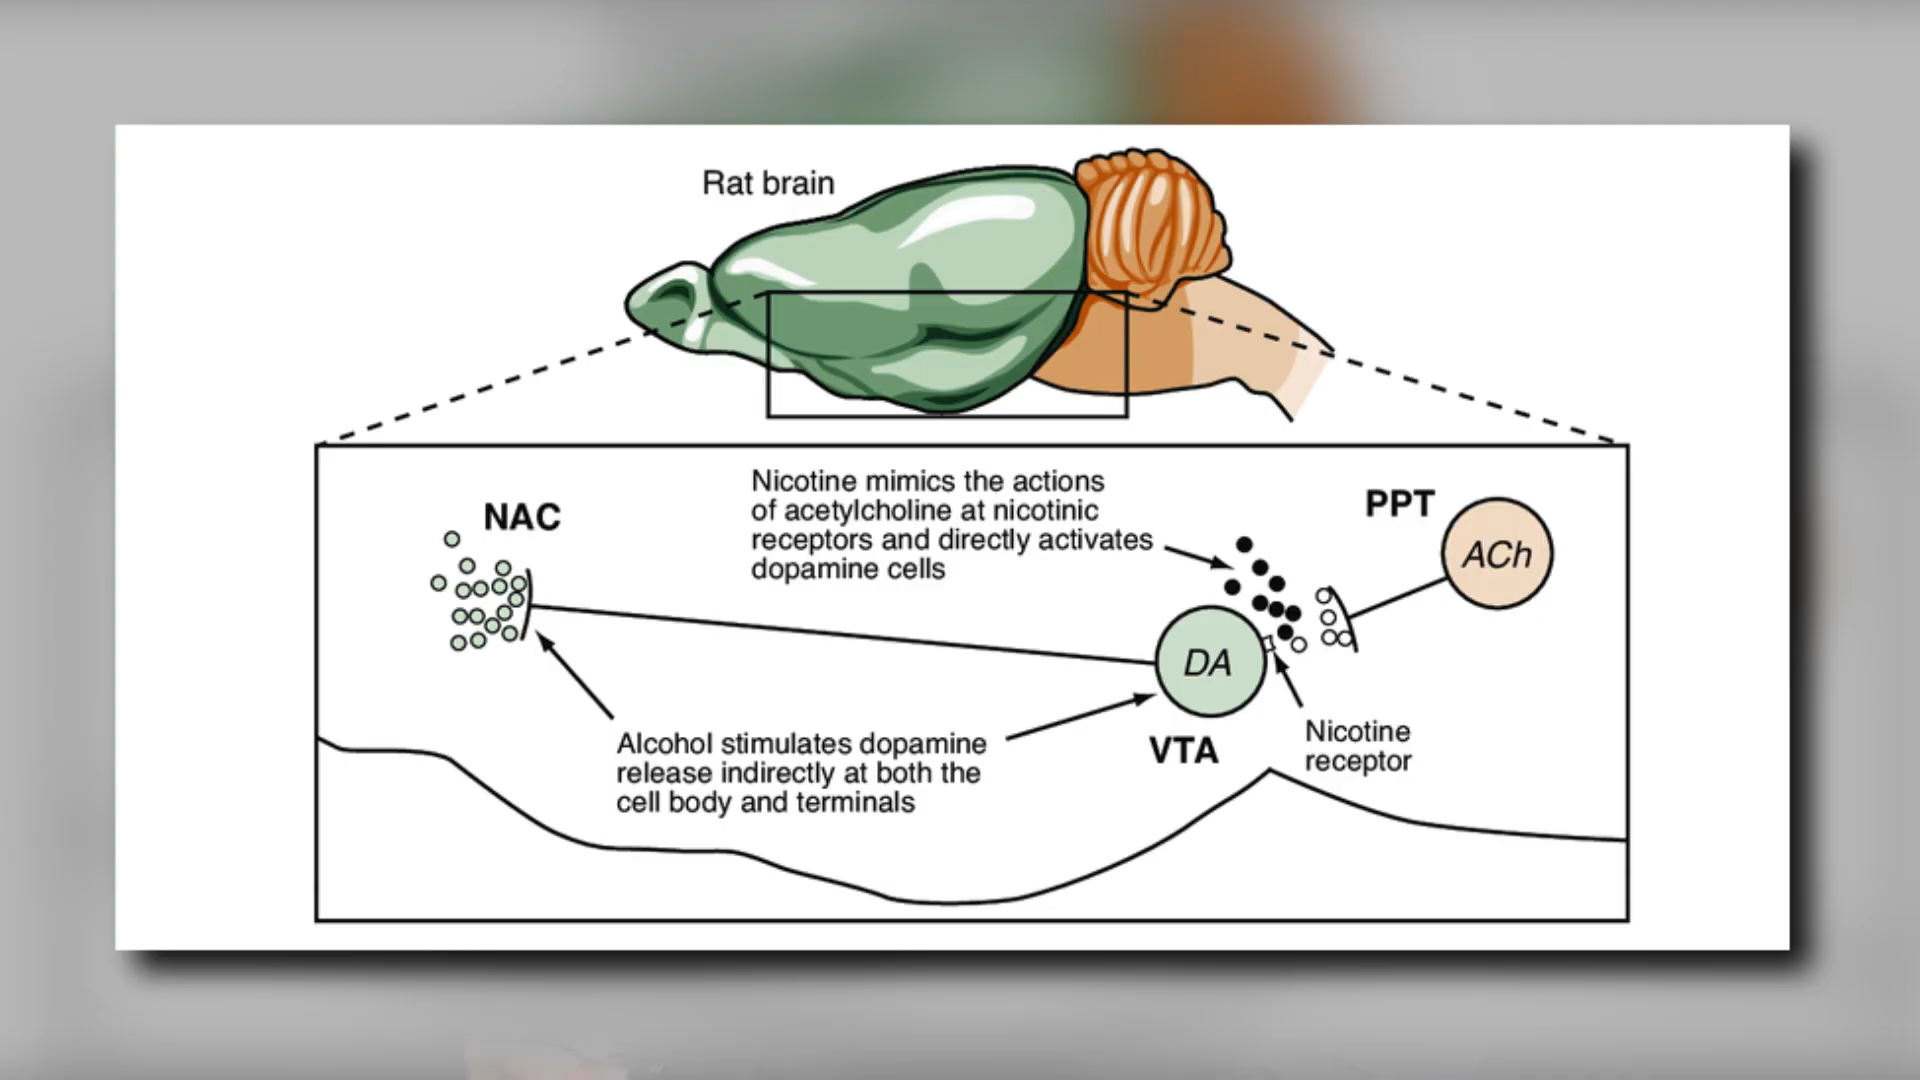 Rat brain
NAC
Nicotine mimics the actions
of acetylcholine at nicotinic
receptors and directly activates
dopamine cells
PPT
ACh
DA
VTA
Nicotine
receptor
Alcohol stimulates dopamine
release indirectly at both the
cell body and terminals